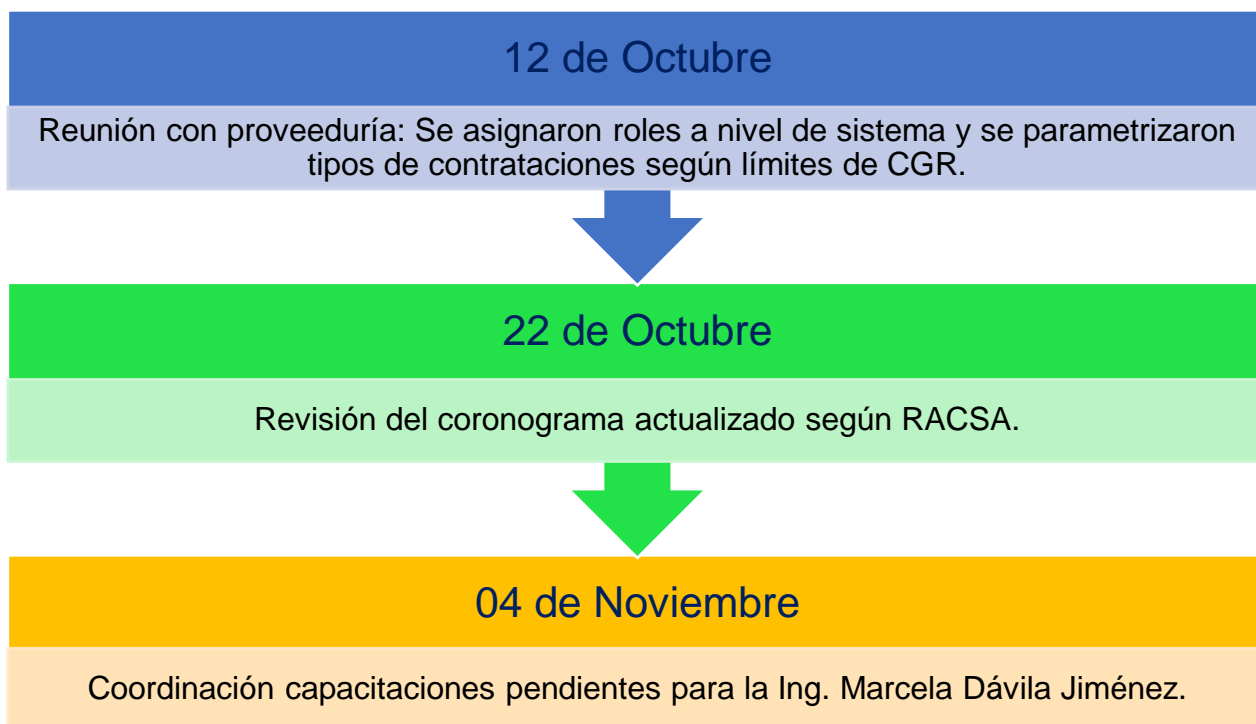 12 de Octubre
Reunión con proveeduría: Se asignaron roles a nivel de sistema y se parametrizaron
tipos de contrataciones según límites de CGR.
22 de Octubre
Revisión del coronograma actualizado según RACSA.
04 de Noviembre
Coordinación capacitaciones pendientes para la Ing. Marcela Dávila Jiménez.